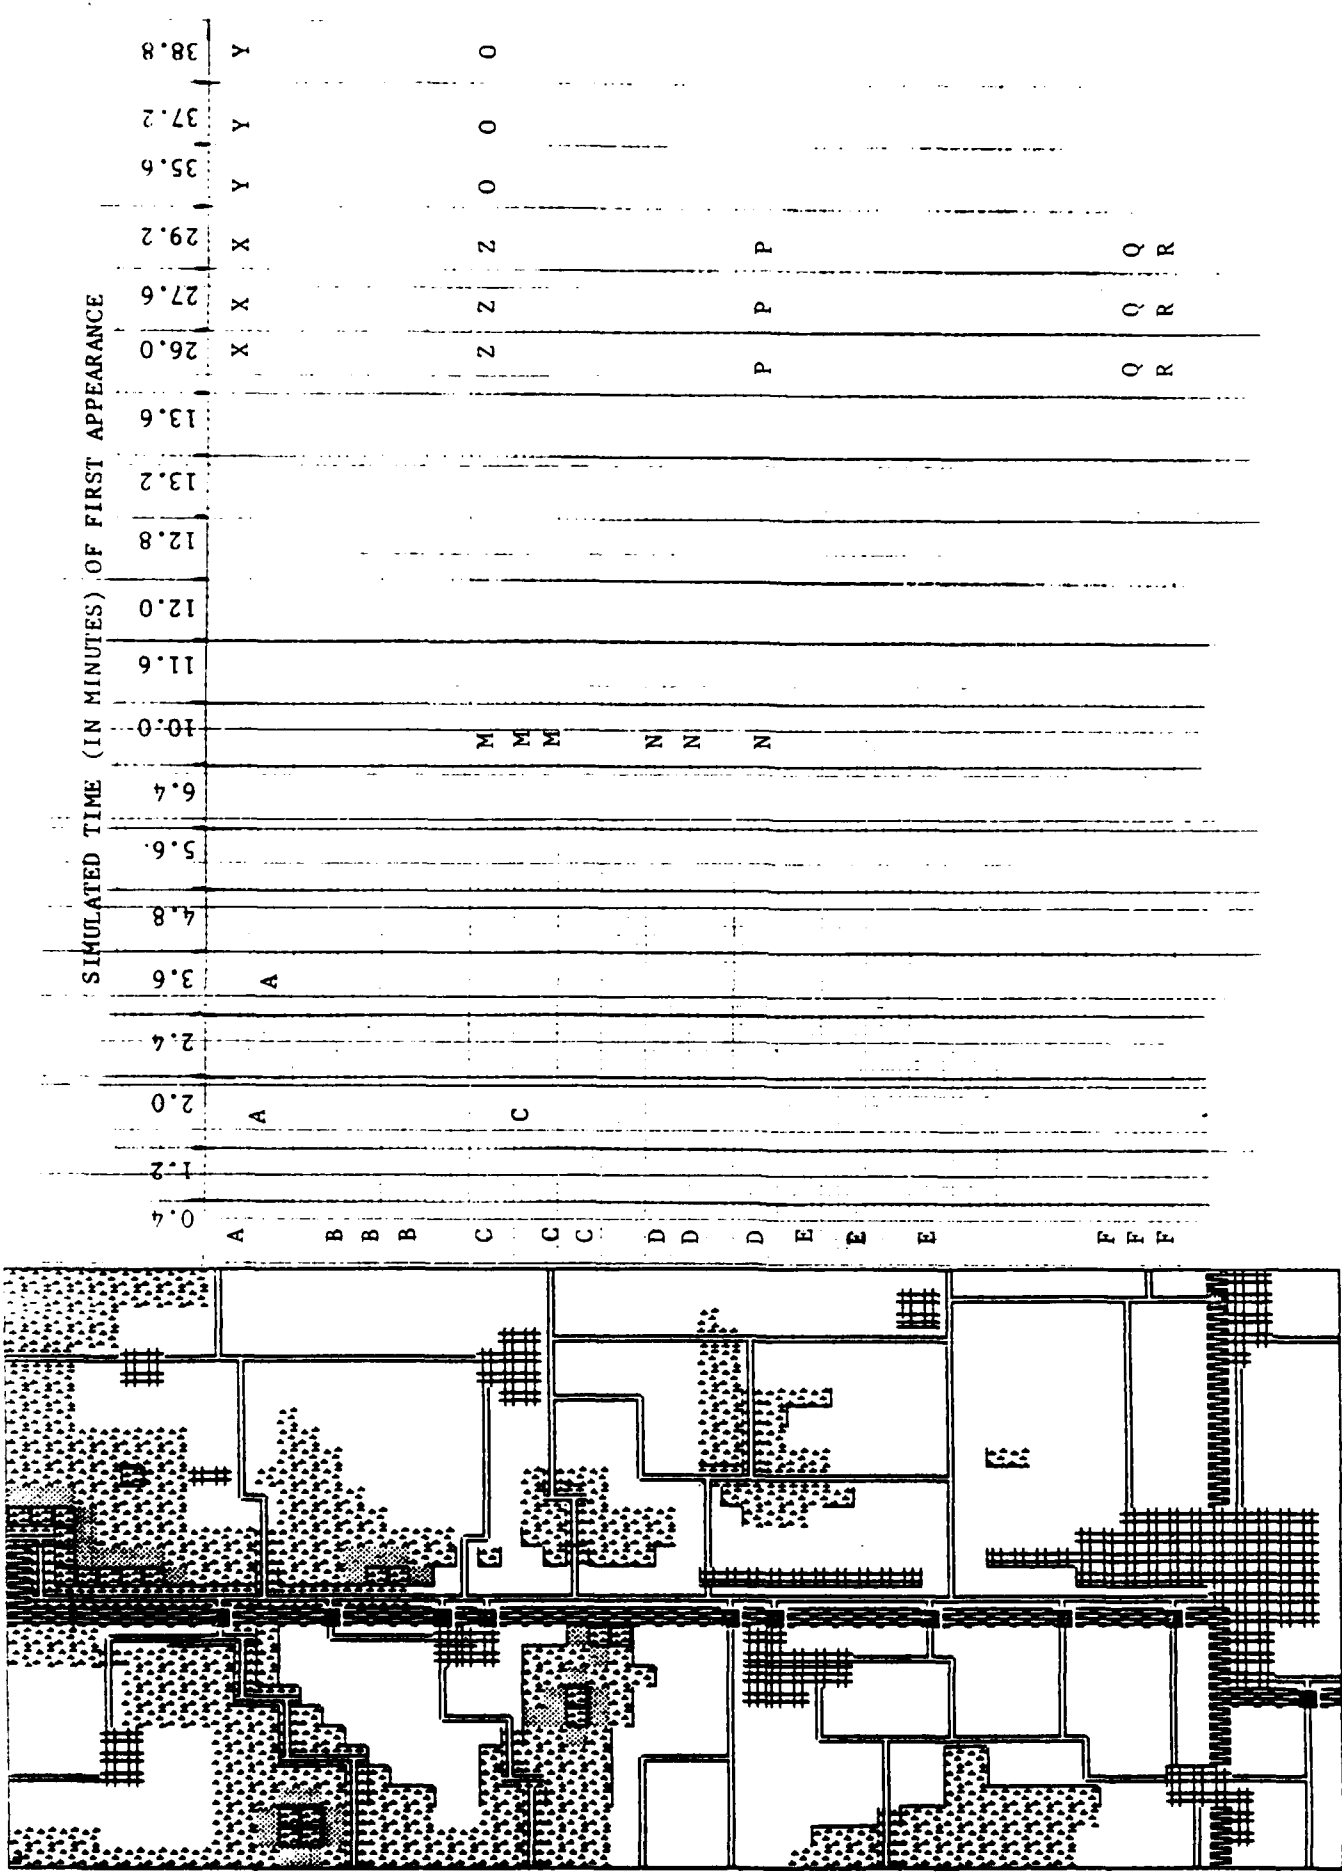 SIMULATED TIME (IN MINUTES) OF FIRST APPEARANCE
38.8 Y O
37.2 Y O
35.6 Y O
29.2 X Z P Q R
27.6 X Z P Q R
26.0 X Z P Q R
13.6
13.2
12.8
12.0
11.6
10.0 M M M N N N
6.4
5.6
4.8
3.6 A
2.4
2.0 A C
1.2
0.4 A B B B C C C D D D E E E F F F